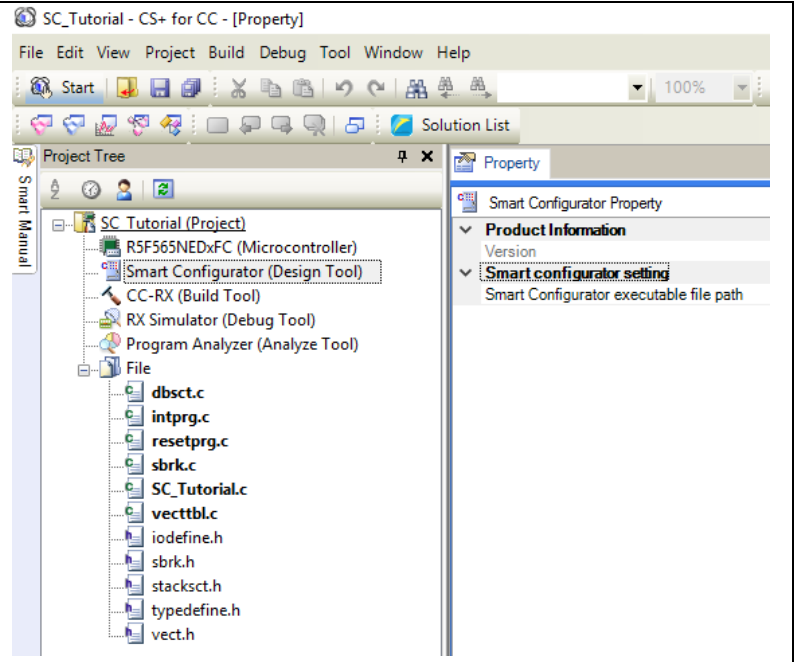 SC_Tutorial - CS+ for CC - [Property]
File Edit View Project Build Debug Tool Window Help
Start 100%
Solution List
Smart Manual
Project Tree
SC_Tutorial (Project)
R5F565NEDxFC (Microcontroller)
Smart Configurator (Design Tool)
CC-RX (Build Tool)
RX Simulator (Debug Tool)
Program Analyzer (Analyze Tool)
File
dbsct.c
intprg.c
resetprg.c
sbrk.c
SC_Tutorial.c
vecttbl.c
iodefine.h
sbrk.h
stacksct.h
typedefine.h
vect.h
Property
Smart Configurator Property
Product Information
Version
Smart configurator setting
Smart Configurator executable file path